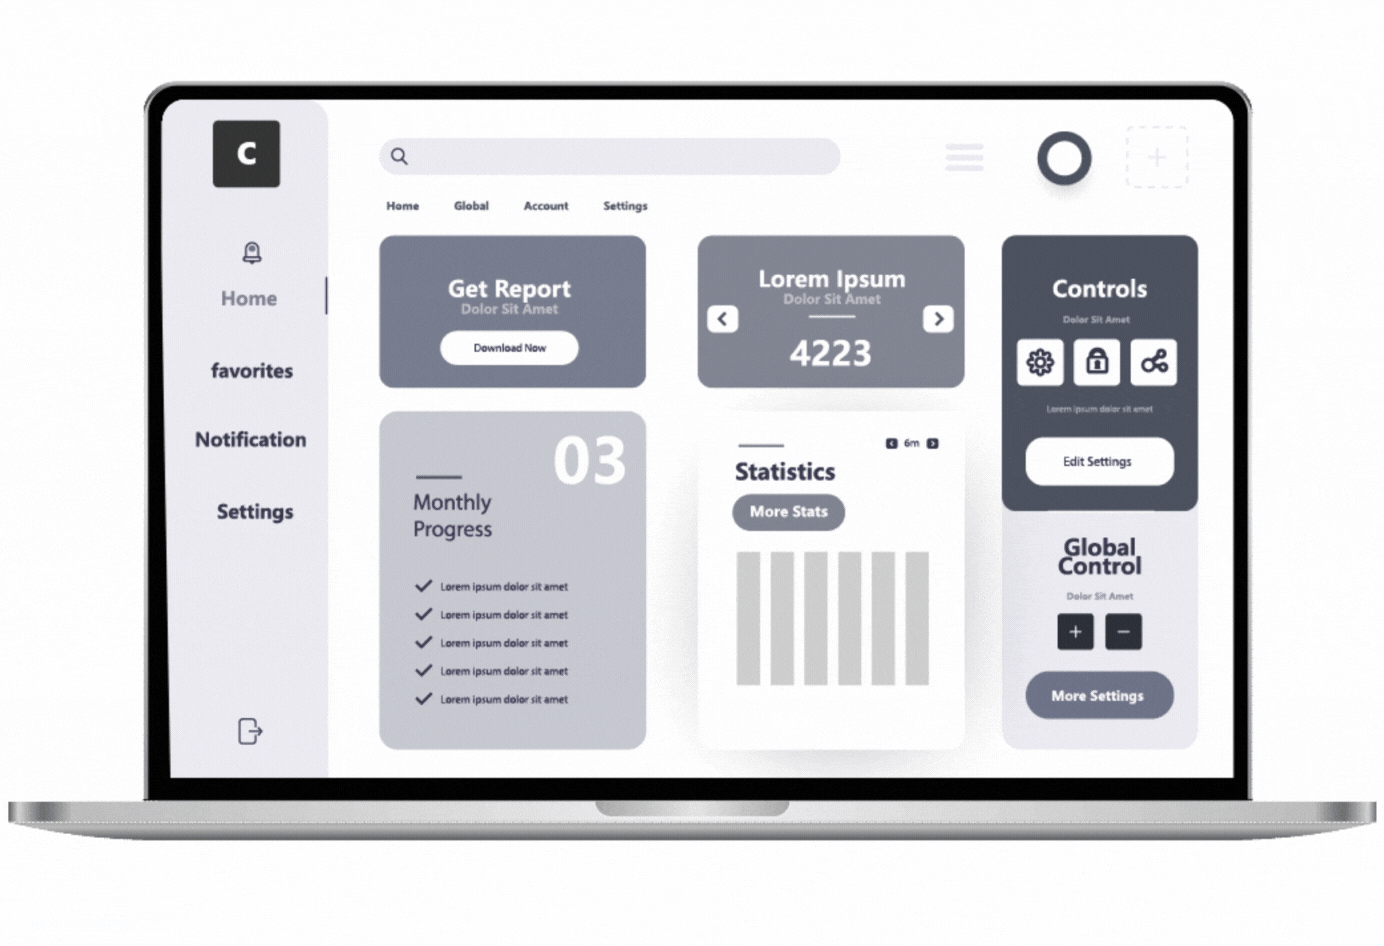 C
Home
favorites
Notification
Settings
Home Global Account Settings
Get Report
Dolor Sit Amet
Download Now
Lorem Ipsum
Dolor Sit Amet
4223
Controls
Dolor Sit Amet
Lorem ipsum dolor sit amet
Edit Settings
03
Monthly
Progress
Lorem ipsum dolor sit amet
Lorem ipsum dolor sit amet
Lorem ipsum dolor sit amet
Lorem ipsum dolor sit amet
Lorem ipsum dolor sit amet
6m
Statistics
More Stats
Global
Control
Dolor Sit Amet
+ −
More Settings